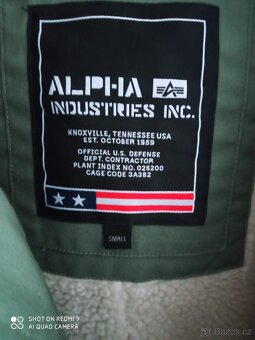 ALPHA
INDUSTRIES INC.
KNOXVILLE, TENNESSEE USA
EST. OCTOBER 1959
OFFICIAL U.S. DEFENSE
DEPT. CONTRACTOR
PLANT INDEX NO. 025200
CAGE CODE 3A382
SMALL
SHOT ON REDMI 9
AI QUAD CAMERA
bazoš.cz